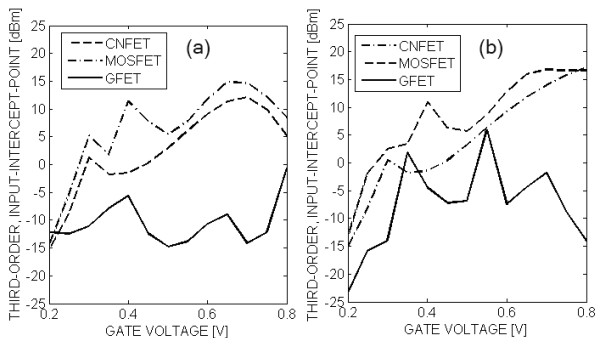 THIRD-ORDER, INPUT-INTERCEPT-POINT [dBm]
25
20
15
10
5
0
-5
-10
-15
-20
-25
CNFET
MOSFET
GFET
(a)
0.2
0.4
0.6
0.8
GATE VOLTAGE [V]
THIRD-ORDER, INPUT-INTERCEPT-POINT [dBm]
25
20
15
10
5
0
-5
-10
-15
-20
-25
CNFET
MOSFET
GFET
(b)
0.2
0.4
0.6
0.8
GATE VOLTAGE [V]